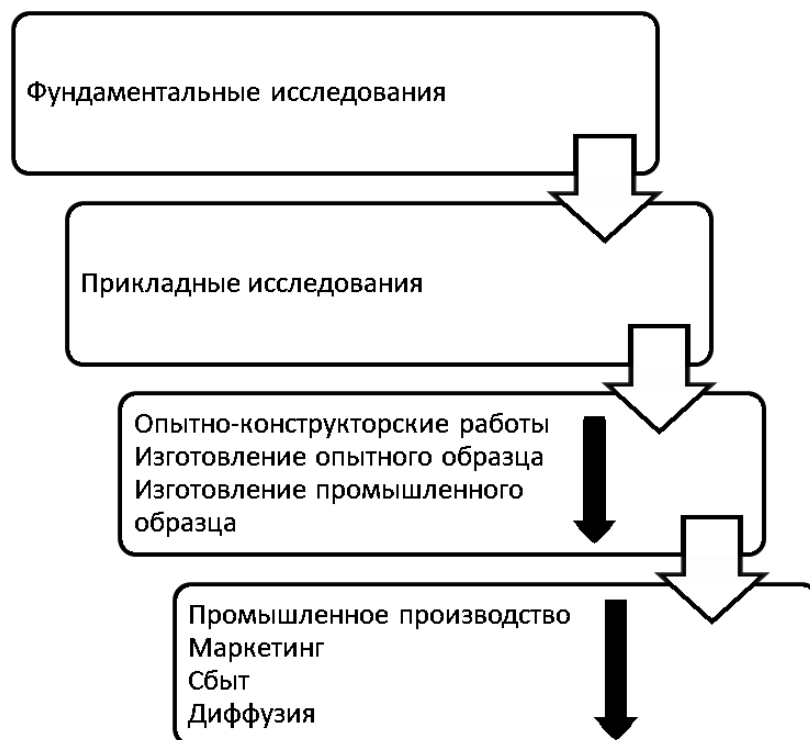 Фундаментальные исследования
Прикладные исследования
Опытно-конструкторские работы
Изготовление опытного образца
Изготовление промышленного
образца
Промышленное производство
Маркетинг
Сбыт
Диффузия